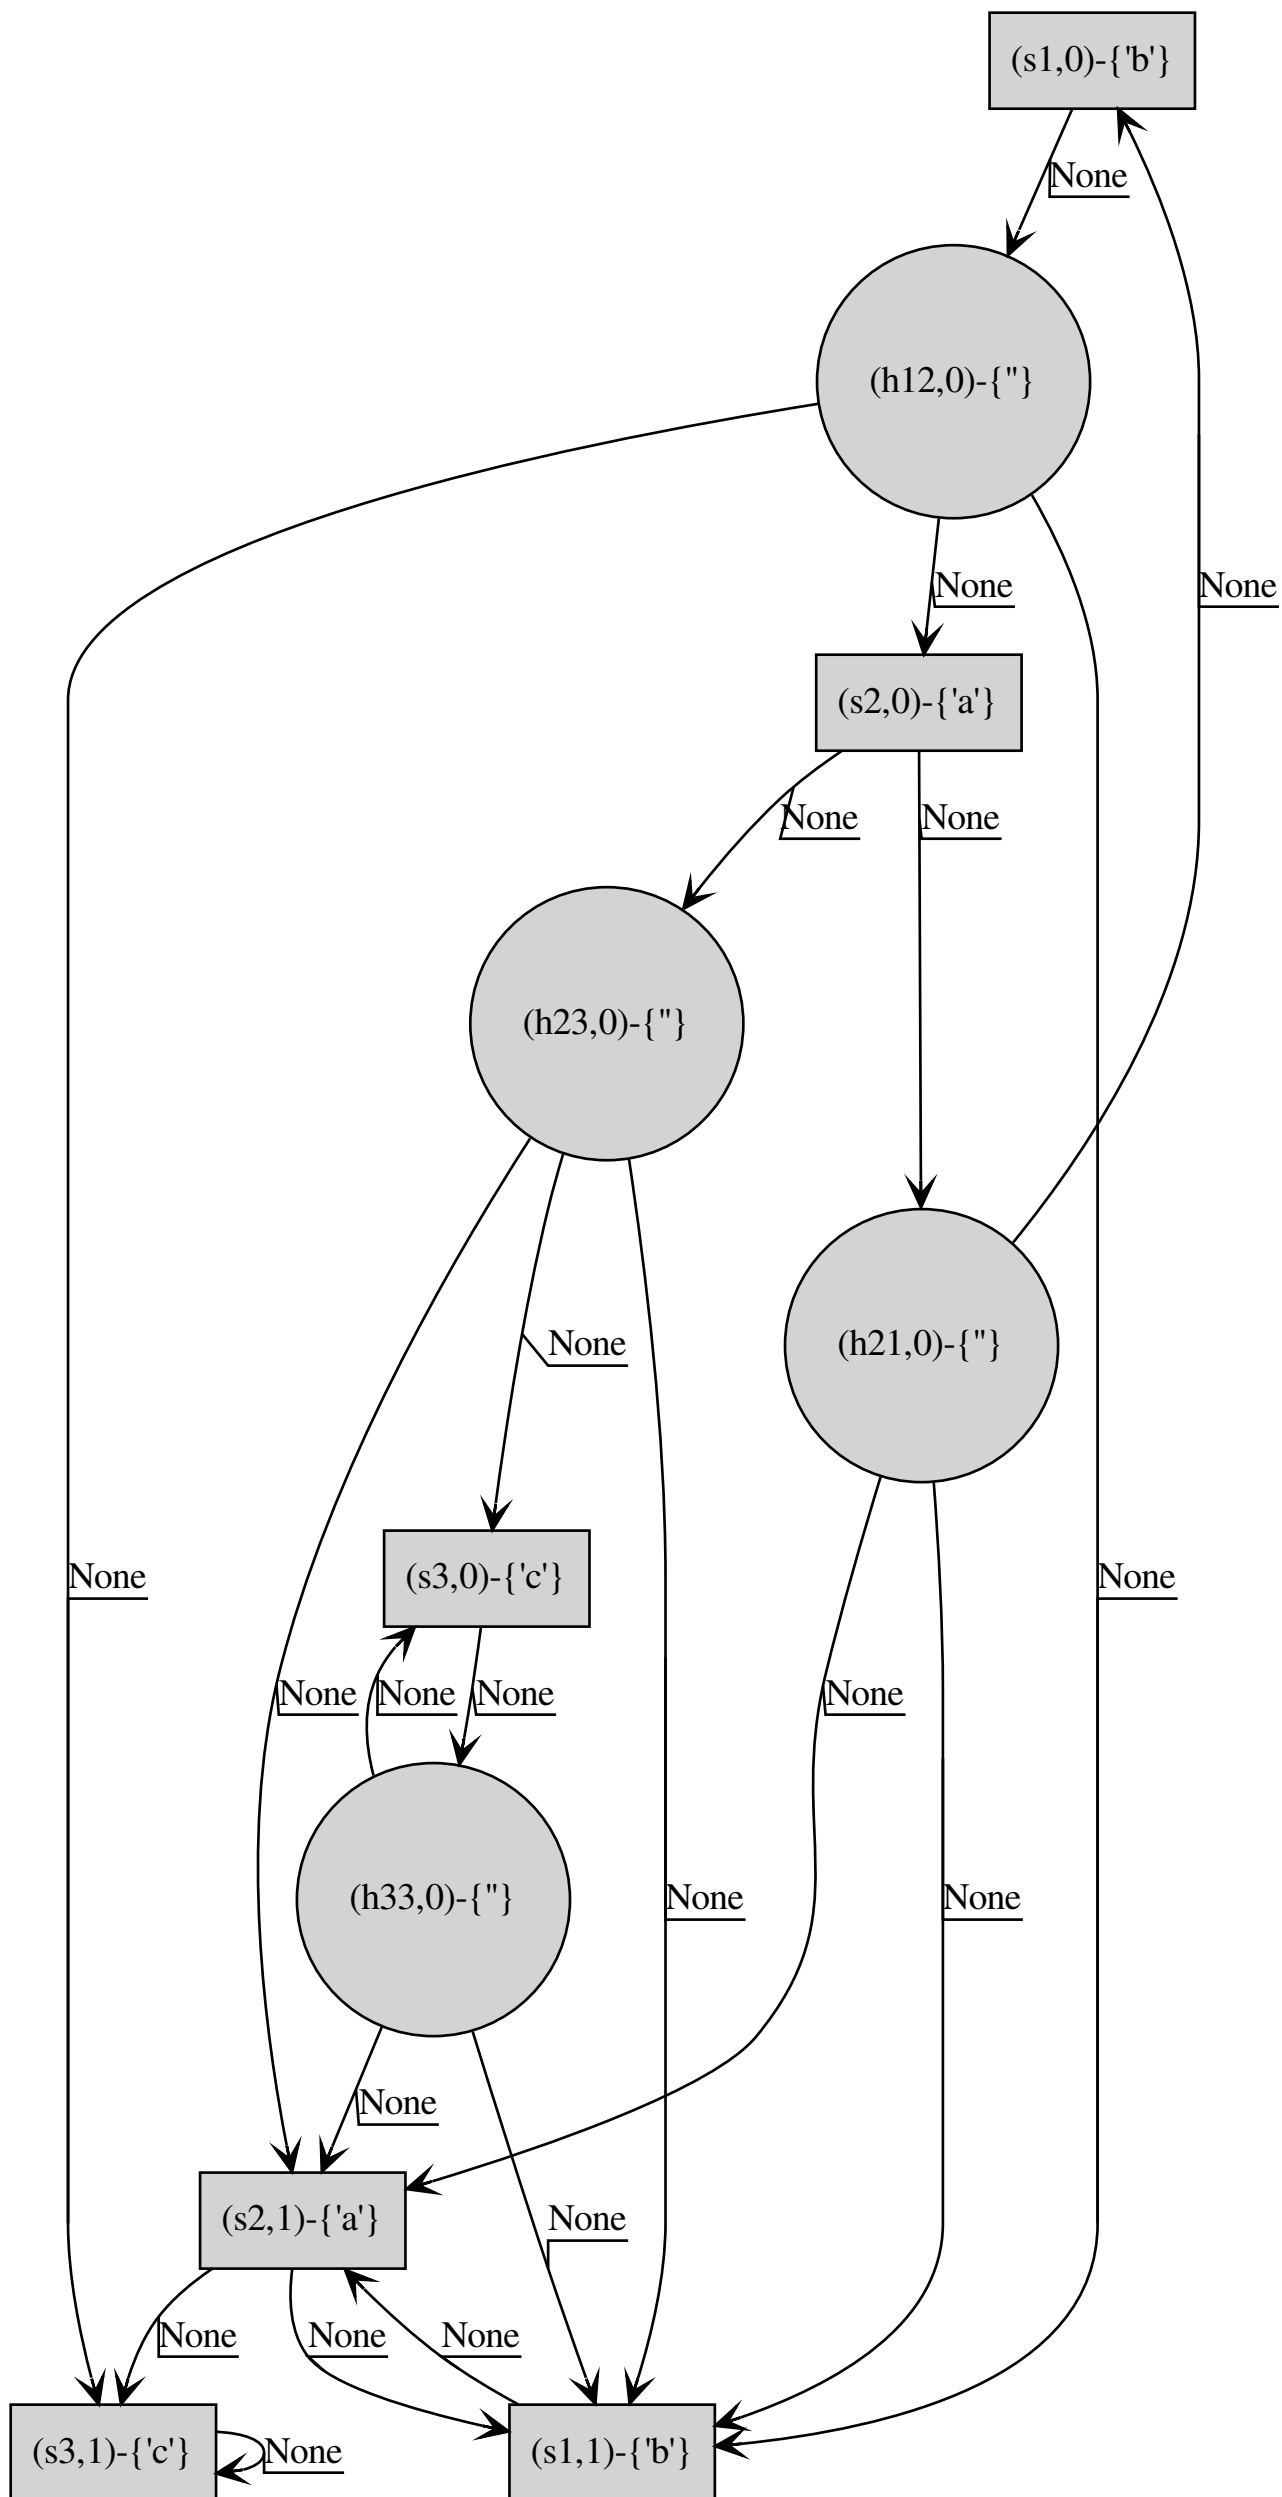 (s1,0)-{'b'}
None
(h12,0)-{''}
None
None
(s2,0)-{'a'}
None
None
(h23,0)-{''}
None
(h21,0)-{''}
None
(s3,0)-{'c'}
None
None
None
None
None
(h33,0)-{''}
None
None
None
(s2,1)-{'a'}
None
None
None
None
(s3,1)-{'c'}
None
(s1,1)-{'b'}